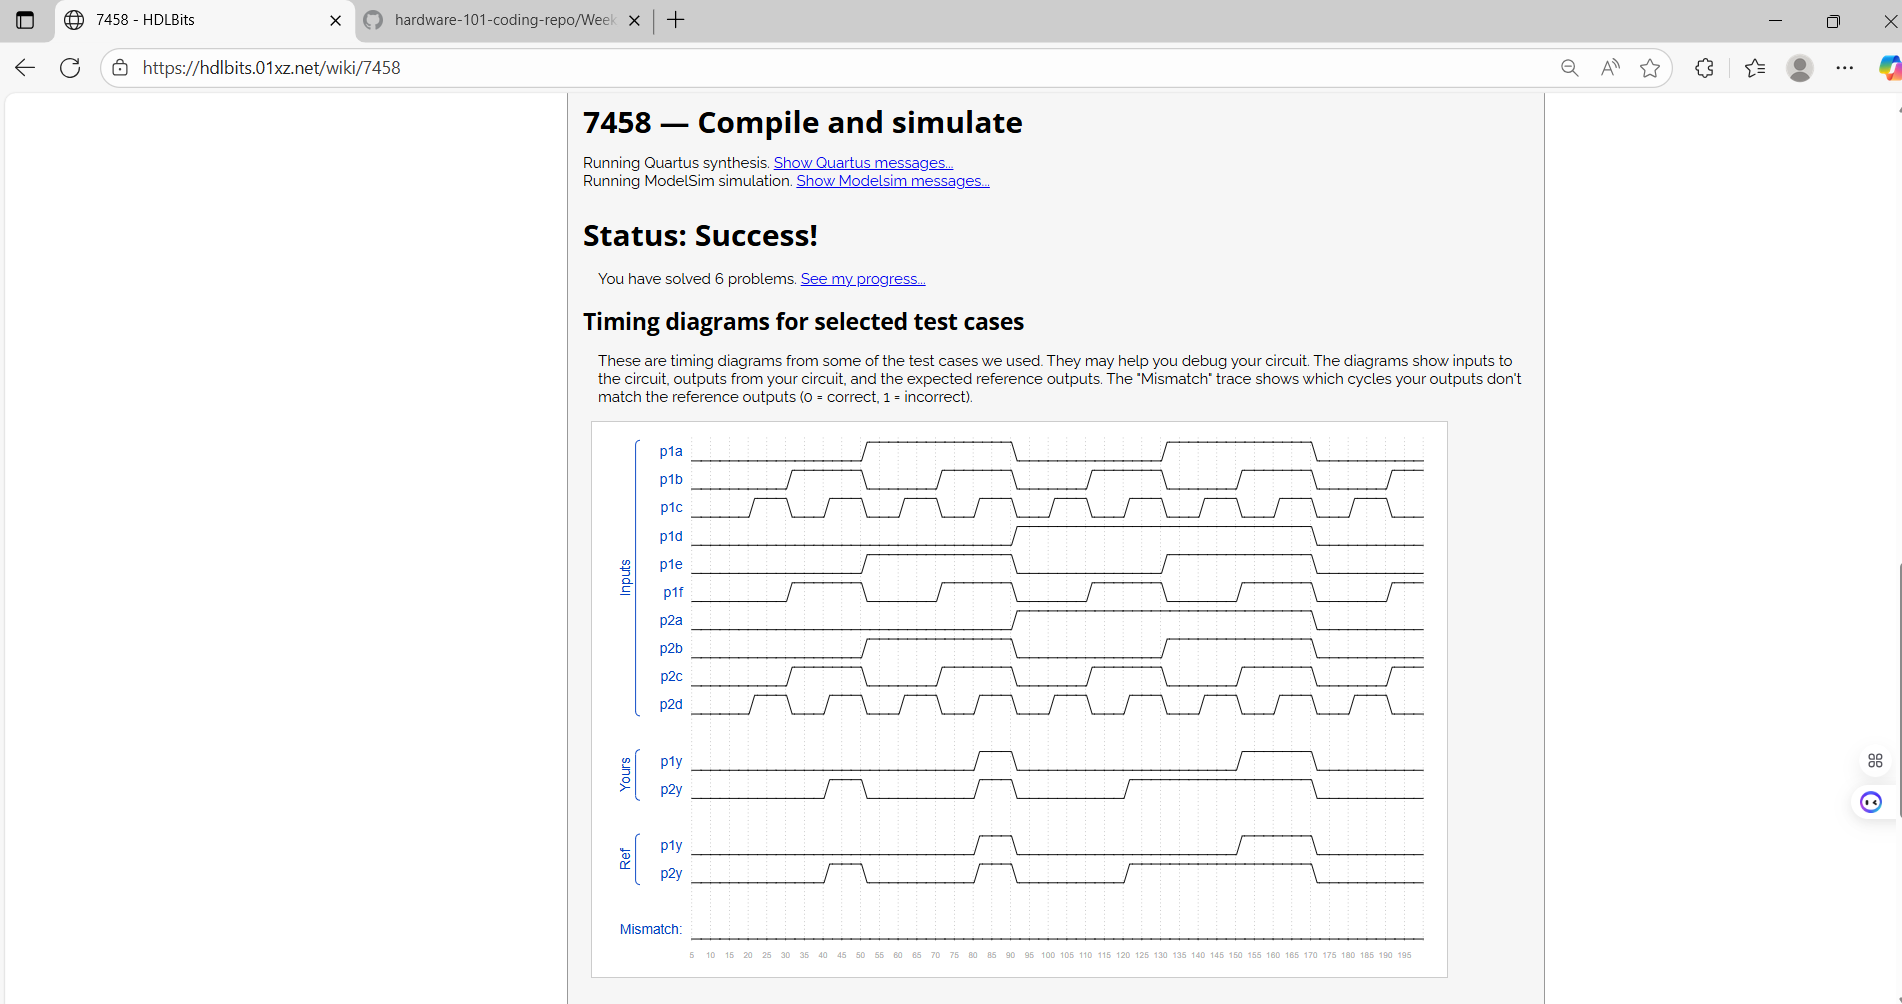 7458 - HDLBits
hardware-101-coding-repo/Week
https://hdlbits.01xz.net/wiki/7458
7458 — Compile and simulate
Running Quartus synthesis. Show Quartus messages...
Running ModelSim simulation. Show Modelsim messages...
Status: Success!
You have solved 6 problems. See my progress...
Timing diagrams for selected test cases
These are timing diagrams from some of the test cases we used. They may help you debug your circuit. The diagrams show inputs to
the circuit, outputs from your circuit, and the expected reference outputs. The "Mismatch" trace shows which cycles your outputs don't
match the reference outputs (0 = correct, 1 = incorrect).
Inputs
p1a
p1b
p1c
p1d
p1e
p1f
p2a
p2b
p2c
p2d
Yours
p1y
p2y
Ref
p1y
p2y
Mismatch:
5 10 15 20 25 30 35 40 45 50 55 60 65 70 75 80 85 90 95 100 105 110 115 120 125 130 135 140 145 150 155 160 165 170 175 180 185 190 195